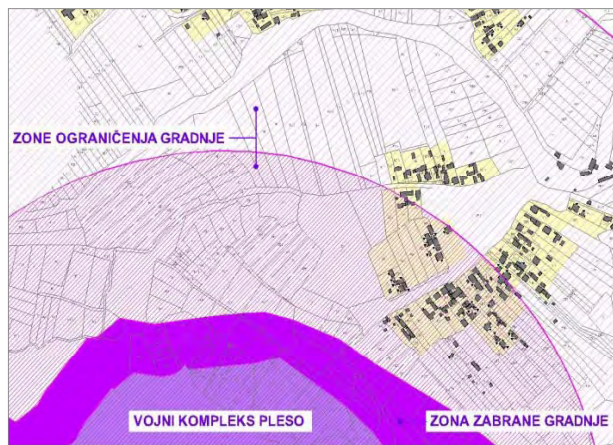 ZONE OGRANIČENJA GRADNJE
VOJNI KOMPLEKS PLESO
ZONA ZABRANE GRADNJE